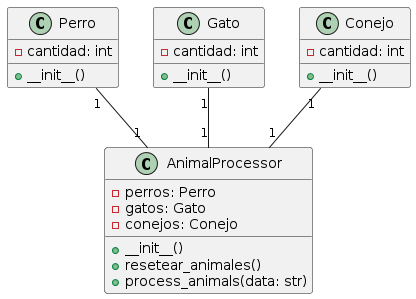 C Perro
cantidad: int
__init__()
C Gato
cantidad: int
__init__()
C Conejo
cantidad: int
__init__()
1
1
1
1
1
1
C AnimalProcessor
perros: Perro
gatos: Gato
conejos: Conejo
__init__()
resetear_animales()
process_animals(data: str)